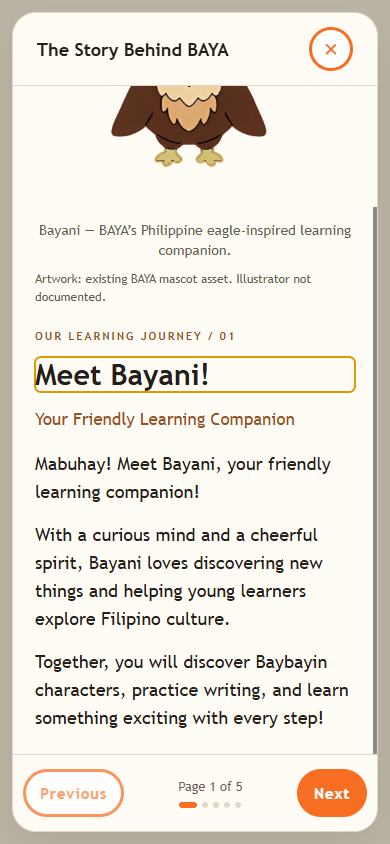 The Story Behind BAYA
Bayani — BAYA’s Philippine eagle-inspired learning
companion.
Artwork: existing BAYA mascot asset. Illustrator not
documented.
OUR LEARNING JOURNEY / 01
Meet Bayani!
Your Friendly Learning Companion
Mabuhay! Meet Bayani, your friendly
learning companion!
With a curious mind and a cheerful
spirit, Bayani loves discovering new
things and helping young learners
explore Filipino culture.
Together, you will discover Baybayin
characters, practice writing, and learn
something exciting with every step!
Previous
Page 1 of 5
Next